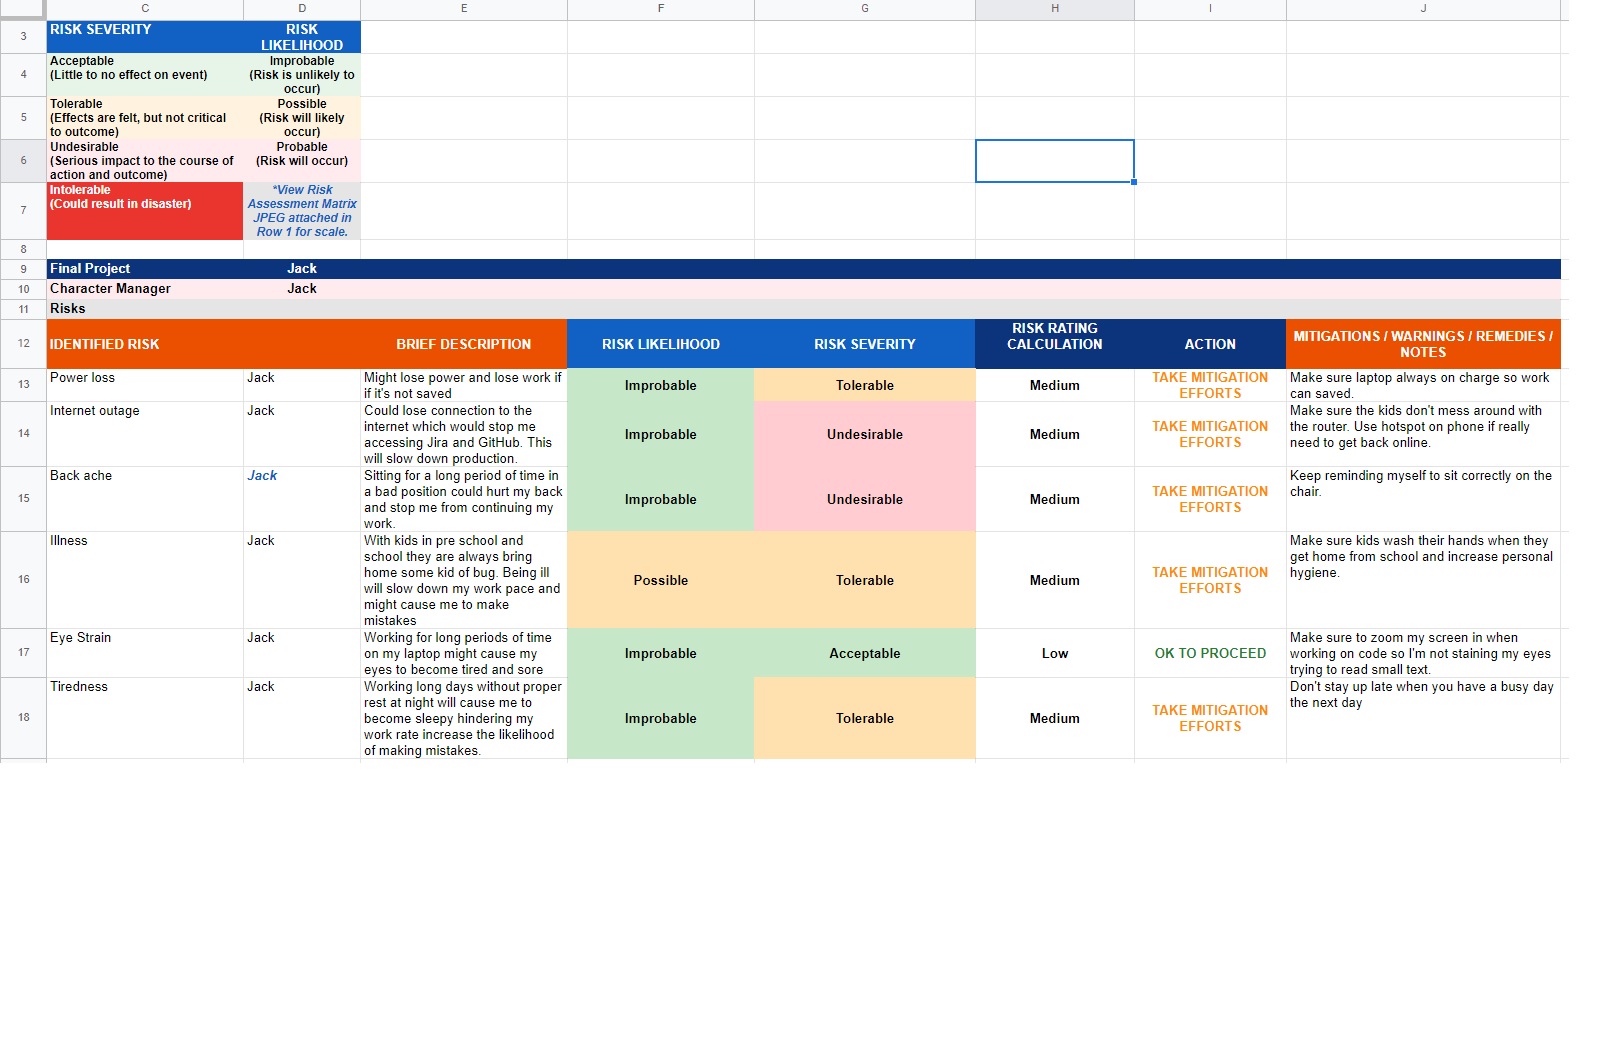 C D E F G H I J
3 RISK SEVERITY RISK
LIKELIHOOD
4 Acceptable
(Little to no effect on event)
Improbable
(Risk is unlikely to
occur)
5 Tolerable
(Effects are felt, but not critical
to outcome)
Possible
(Risk will likely
occur)
6 Undesirable
(Serious impact to the course of
action and outcome)
Probable
(Risk will occur)
7 Intolerable
(Could result in disaster)
*View Risk
Assessment Matrix
JPEG attached in
Row 1 for scale.
8
9 Final Project Jack
10 Character Manager Jack
11 Risks
12 IDENTIFIED RISK BRIEF DESCRIPTION RISK LIKELIHOOD RISK SEVERITY
RISK RATING
CALCULATION
ACTION
MITIGATIONS / WARNINGS / REMEDIES /
NOTES
13 Power loss Jack
Might lose power and lose work if
if it's not saved
Improbable Tolerable Medium
TAKE MITIGATION
EFFORTS
Make sure laptop always on charge so work
can saved.
14 Internet outage Jack
Could lose connection to the
internet which would stop me
accessing Jira and GitHub. This
will slow down production.
Improbable Undesirable Medium
TAKE MITIGATION
EFFORTS
Make sure the kids don't mess around with
the router. Use hotspot on phone if really
need to get back online.
15 Back ache Jack
Sitting for a long period of time in
a bad position could hurt my back
and stop me from continuing my
work.
Improbable Undesirable Medium
TAKE MITIGATION
EFFORTS
Keep reminding myself to sit correctly on the
chair.
16 Illness Jack
With kids in pre school and
school they are always bring
home some kid of bug. Being ill
will slow down my work pace and
might cause me to make
mistakes
Possible Tolerable Medium
TAKE MITIGATION
EFFORTS
Make sure kids wash their hands when they
get home from school and increase personal
hygiene.
17 Eye Strain Jack
Working for long periods of time
on my laptop might cause my
eyes to become tired and sore
Improbable Acceptable Low
OK TO PROCEED
Make sure to zoom my screen in when
working on code so I'm not staining my eyes
trying to read small text.
18 Tiredness Jack
Working long days without proper
rest at night will cause me to
become sleepy hindering my
work rate increase the likelihood
of making mistakes.
Improbable Tolerable Medium
TAKE MITIGATION
EFFORTS
Don't stay up late when you have a busy day
the next day